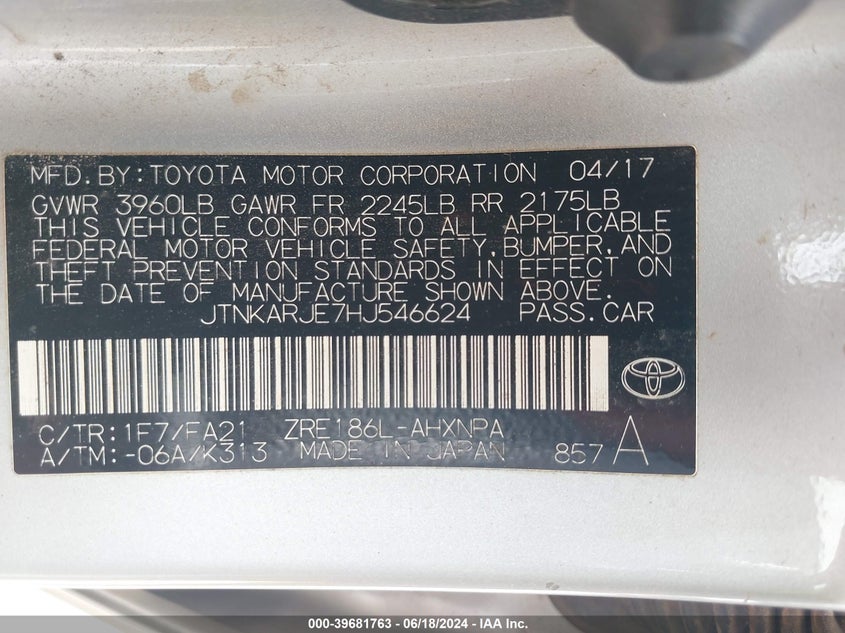 MFD.BY:TOYOTA MOTOR CORPORATION 04/17
GVWR 3960LB GAWR FR 2245LB RR 2175LB
THIS VEHICLE CONFORMS TO ALL APPLICABLE
FEDERAL MOTOR VEHICLE SAFETY,BUMPER,AND
THEFT PREVENTION STANDARDS IN EFFECT ON
THE DATE OF MANUFACTURE SHOWN ABOVE.
JTNKARJE7HJ546624 PASS.CAR
C/TR:1F7/FA21 ZRE186L-AHXNPA
A/TM:-06A/K313 MADE IN JAPAN 857A
000-39681763 - 06/18/2024 - IAA, Inc.